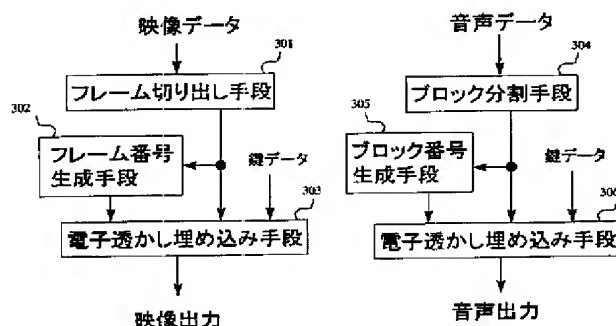 映像データ
301
フレーム切り出し手段
302
フレーム番号
生成手段
鍵データ
303
電子透かし埋め込み手段
映像出力
音声データ
304
ブロック分割手段
305
ブロック番号
生成手段
鍵データ
306
電子透かし埋め込み手段
音声出力